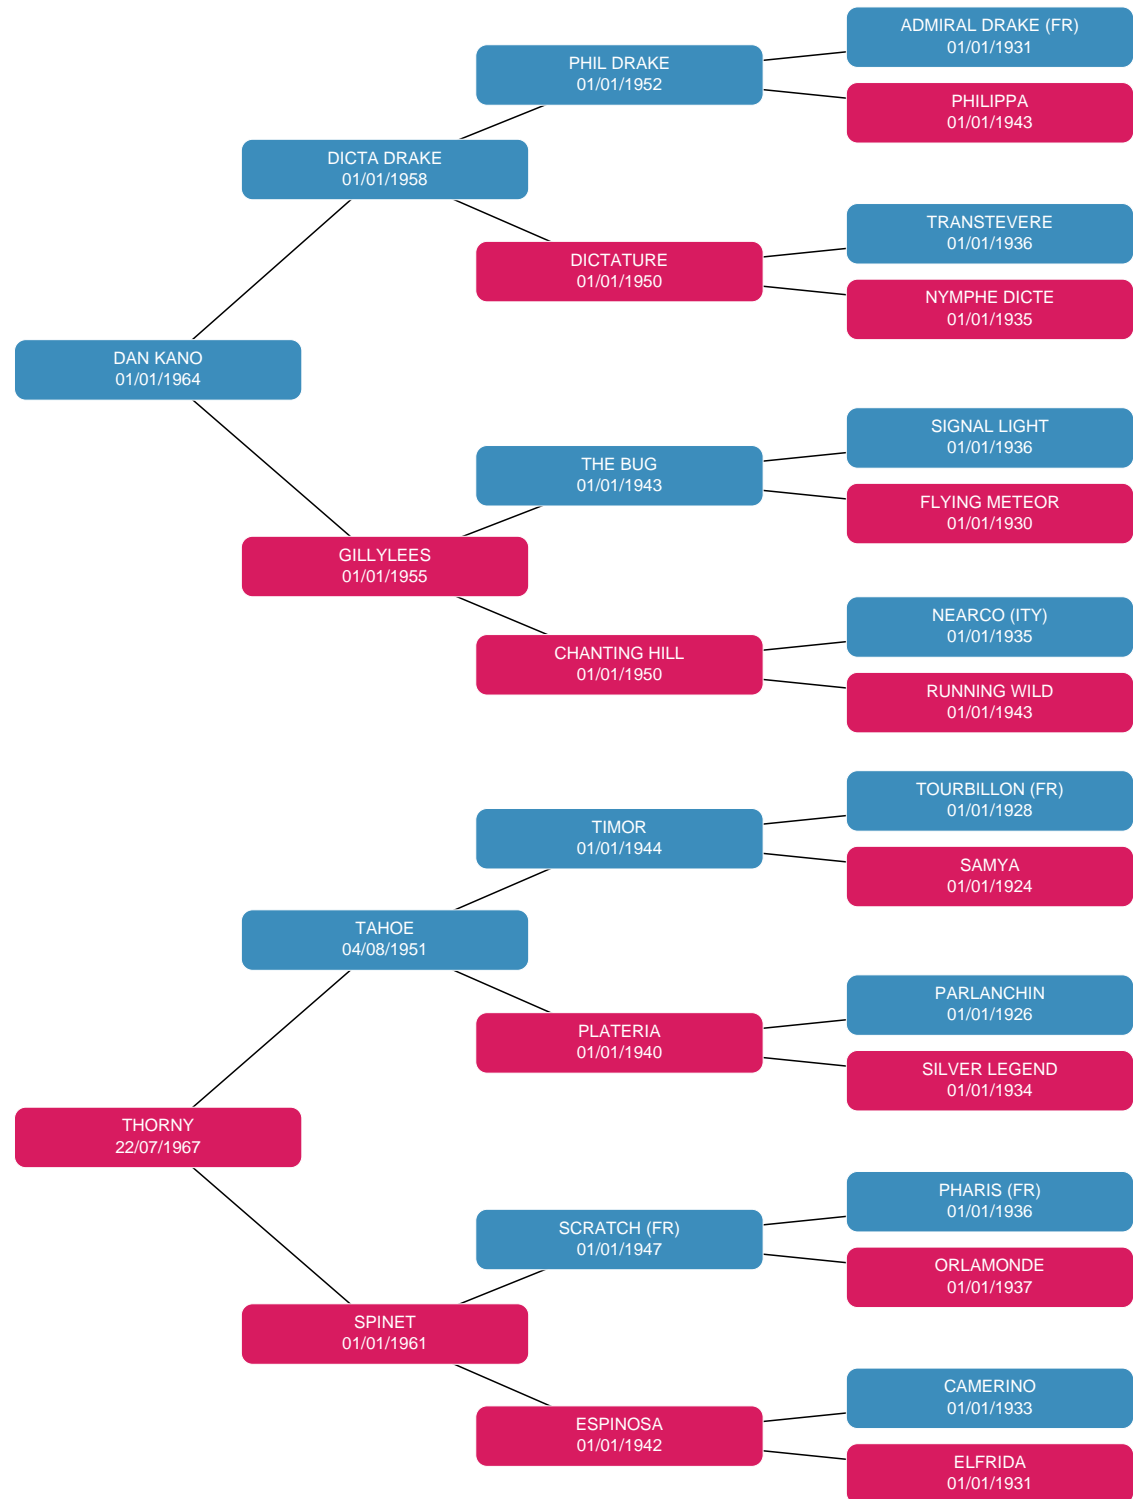 ADMIRAL DRAKE (FR)
01/01/1931
PHIL DRAKE
01/01/1952
PHILIPPA
01/01/1943
DICTA DRAKE
01/01/1958
TRANSTEVERE
01/01/1936
DICTATURE
01/01/1950
NYMPHE DICTE
01/01/1935
DAN KANO
01/01/1964
SIGNAL LIGHT
01/01/1936
THE BUG
01/01/1943
FLYING METEOR
01/01/1930
GILLYLEES
01/01/1955
NEARCO (ITY)
01/01/1935
CHANTING HILL
01/01/1950
RUNNING WILD
01/01/1943
TOURBILLON (FR)
01/01/1928
TIMOR
01/01/1944
SAMYA
01/01/1924
TAHOE
04/08/1951
PARLANCHIN
01/01/1926
PLATERIA
01/01/1940
SILVER LEGEND
01/01/1934
THORNY
22/07/1967
PHARIS (FR)
01/01/1936
SCRATCH (FR)
01/01/1947
ORLAMONDE
01/01/1937
SPINET
01/01/1961
CAMERINO
01/01/1933
ESPINOSA
01/01/1942
ELFRIDA
01/01/1931